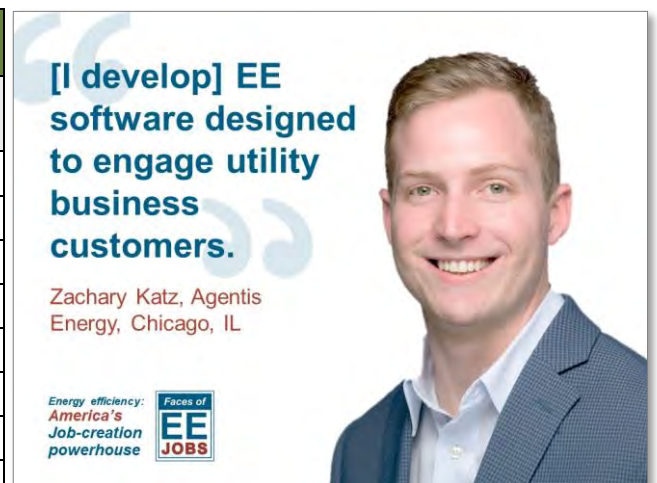 [I develop] EE
software designed
to engage utility
business
customers.
Zachary Katz, Agentis
Energy, Chicago, IL
Energy efficiency:
America's
Job-creation
powerhouse
Faces of
EE
JOBS